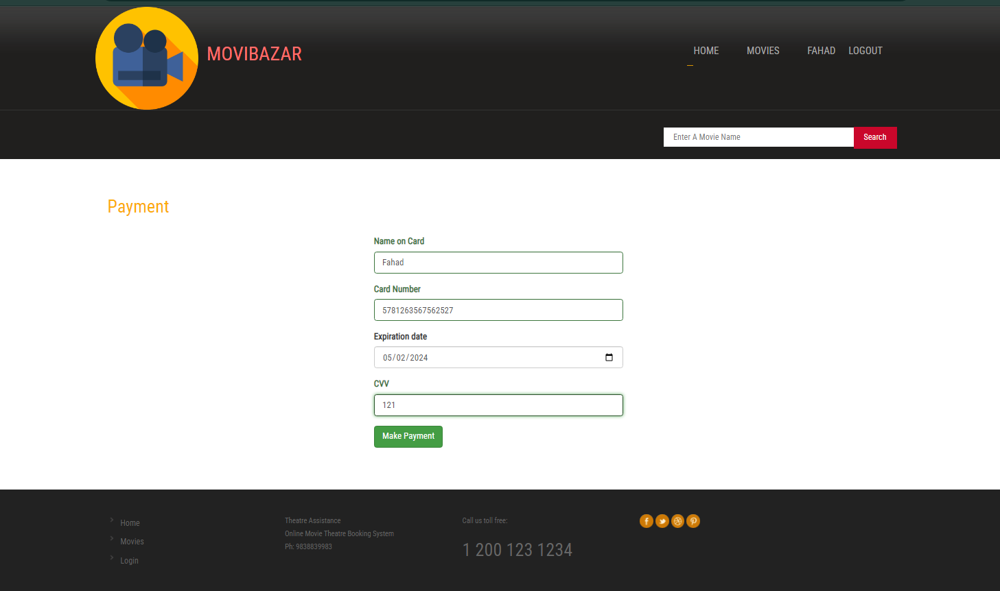 MOVIBAZAR
HOME MOVIES FAHAD LOGOUT
Enter A Movie Name Search
Payment
Name on Card
Fahad
Card Number
5781263567562527
Expiration date
05/02/2024
CVV
121
Make Payment
Home
Movies
Login
Theatre Assistance
Online Movie Theatre Booking System
Ph: 9838839983
Call us toll free:
1 200 123 1234